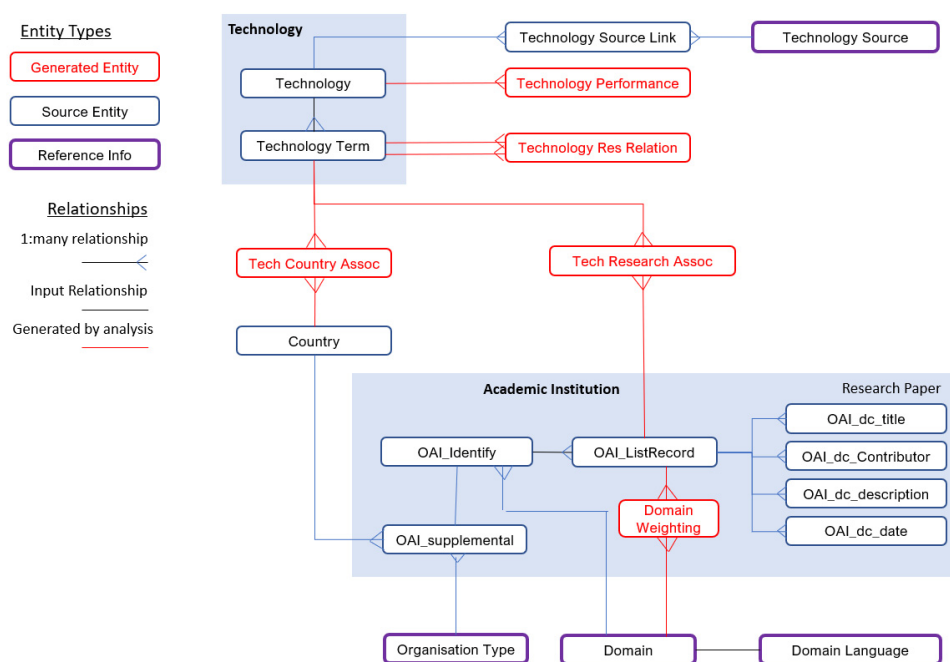 Entity Types
Generated Entity
Source Entity
Reference Info
Relationships
1:many relationship
Input Relationship
Generated by analysis
Technology
Technology
Technology Term
Technology Source Link
Technology Source
Technology Performance
Technology Res Relation
Tech Country Assoc
Tech Research Assoc
Country
Academic Institution
Research Paper
OAI_Identify
OAI_ListRecord
OAI_dc_title
OAI_dc_Contributor
OAI_dc_description
OAI_dc_date
Domain
Weighting
OAI_supplemental
Organisation Type
Domain
Domain Language